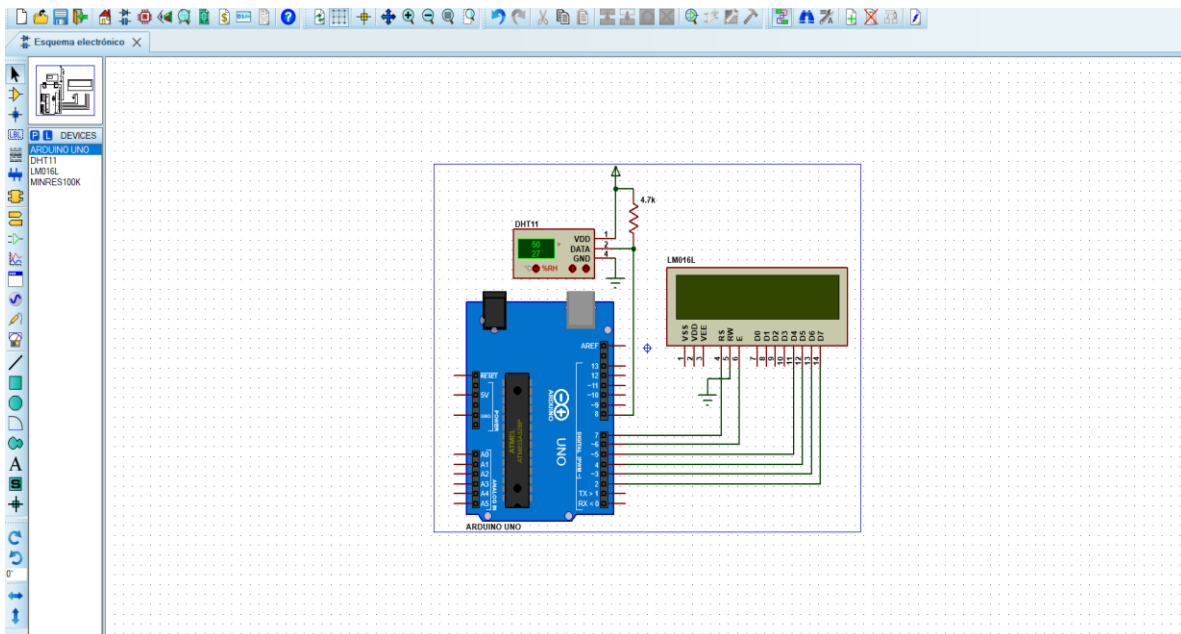 Esquema electrónico
P L DEVICES
ARDUINO UNO
DHT11
LM016L
MINRES100K
LBL
A
S
0°
4.7k
DHT11
50
27
°C %RH
VDD 1
DATA 2
GND 4
LM016L
VSS VDD VEE RS RW E D0 D1 D2 D3 D4 D5 D6 D7
1 2 3 4 5 6 7 8 9 10 11 12 13 14
AREF
RESET
5V
GND
POWER
13
12
~11
~10
~9
8
7
~6
~5
4
~3
2
TX > 1
RX < 0
DIGITAL (PWM ~)
ATMEL
ATMEGA328P
ARDUINO
UNO
A0
A1
A2
A3
A4
A5
ANALOG IN
ARDUINO UNO